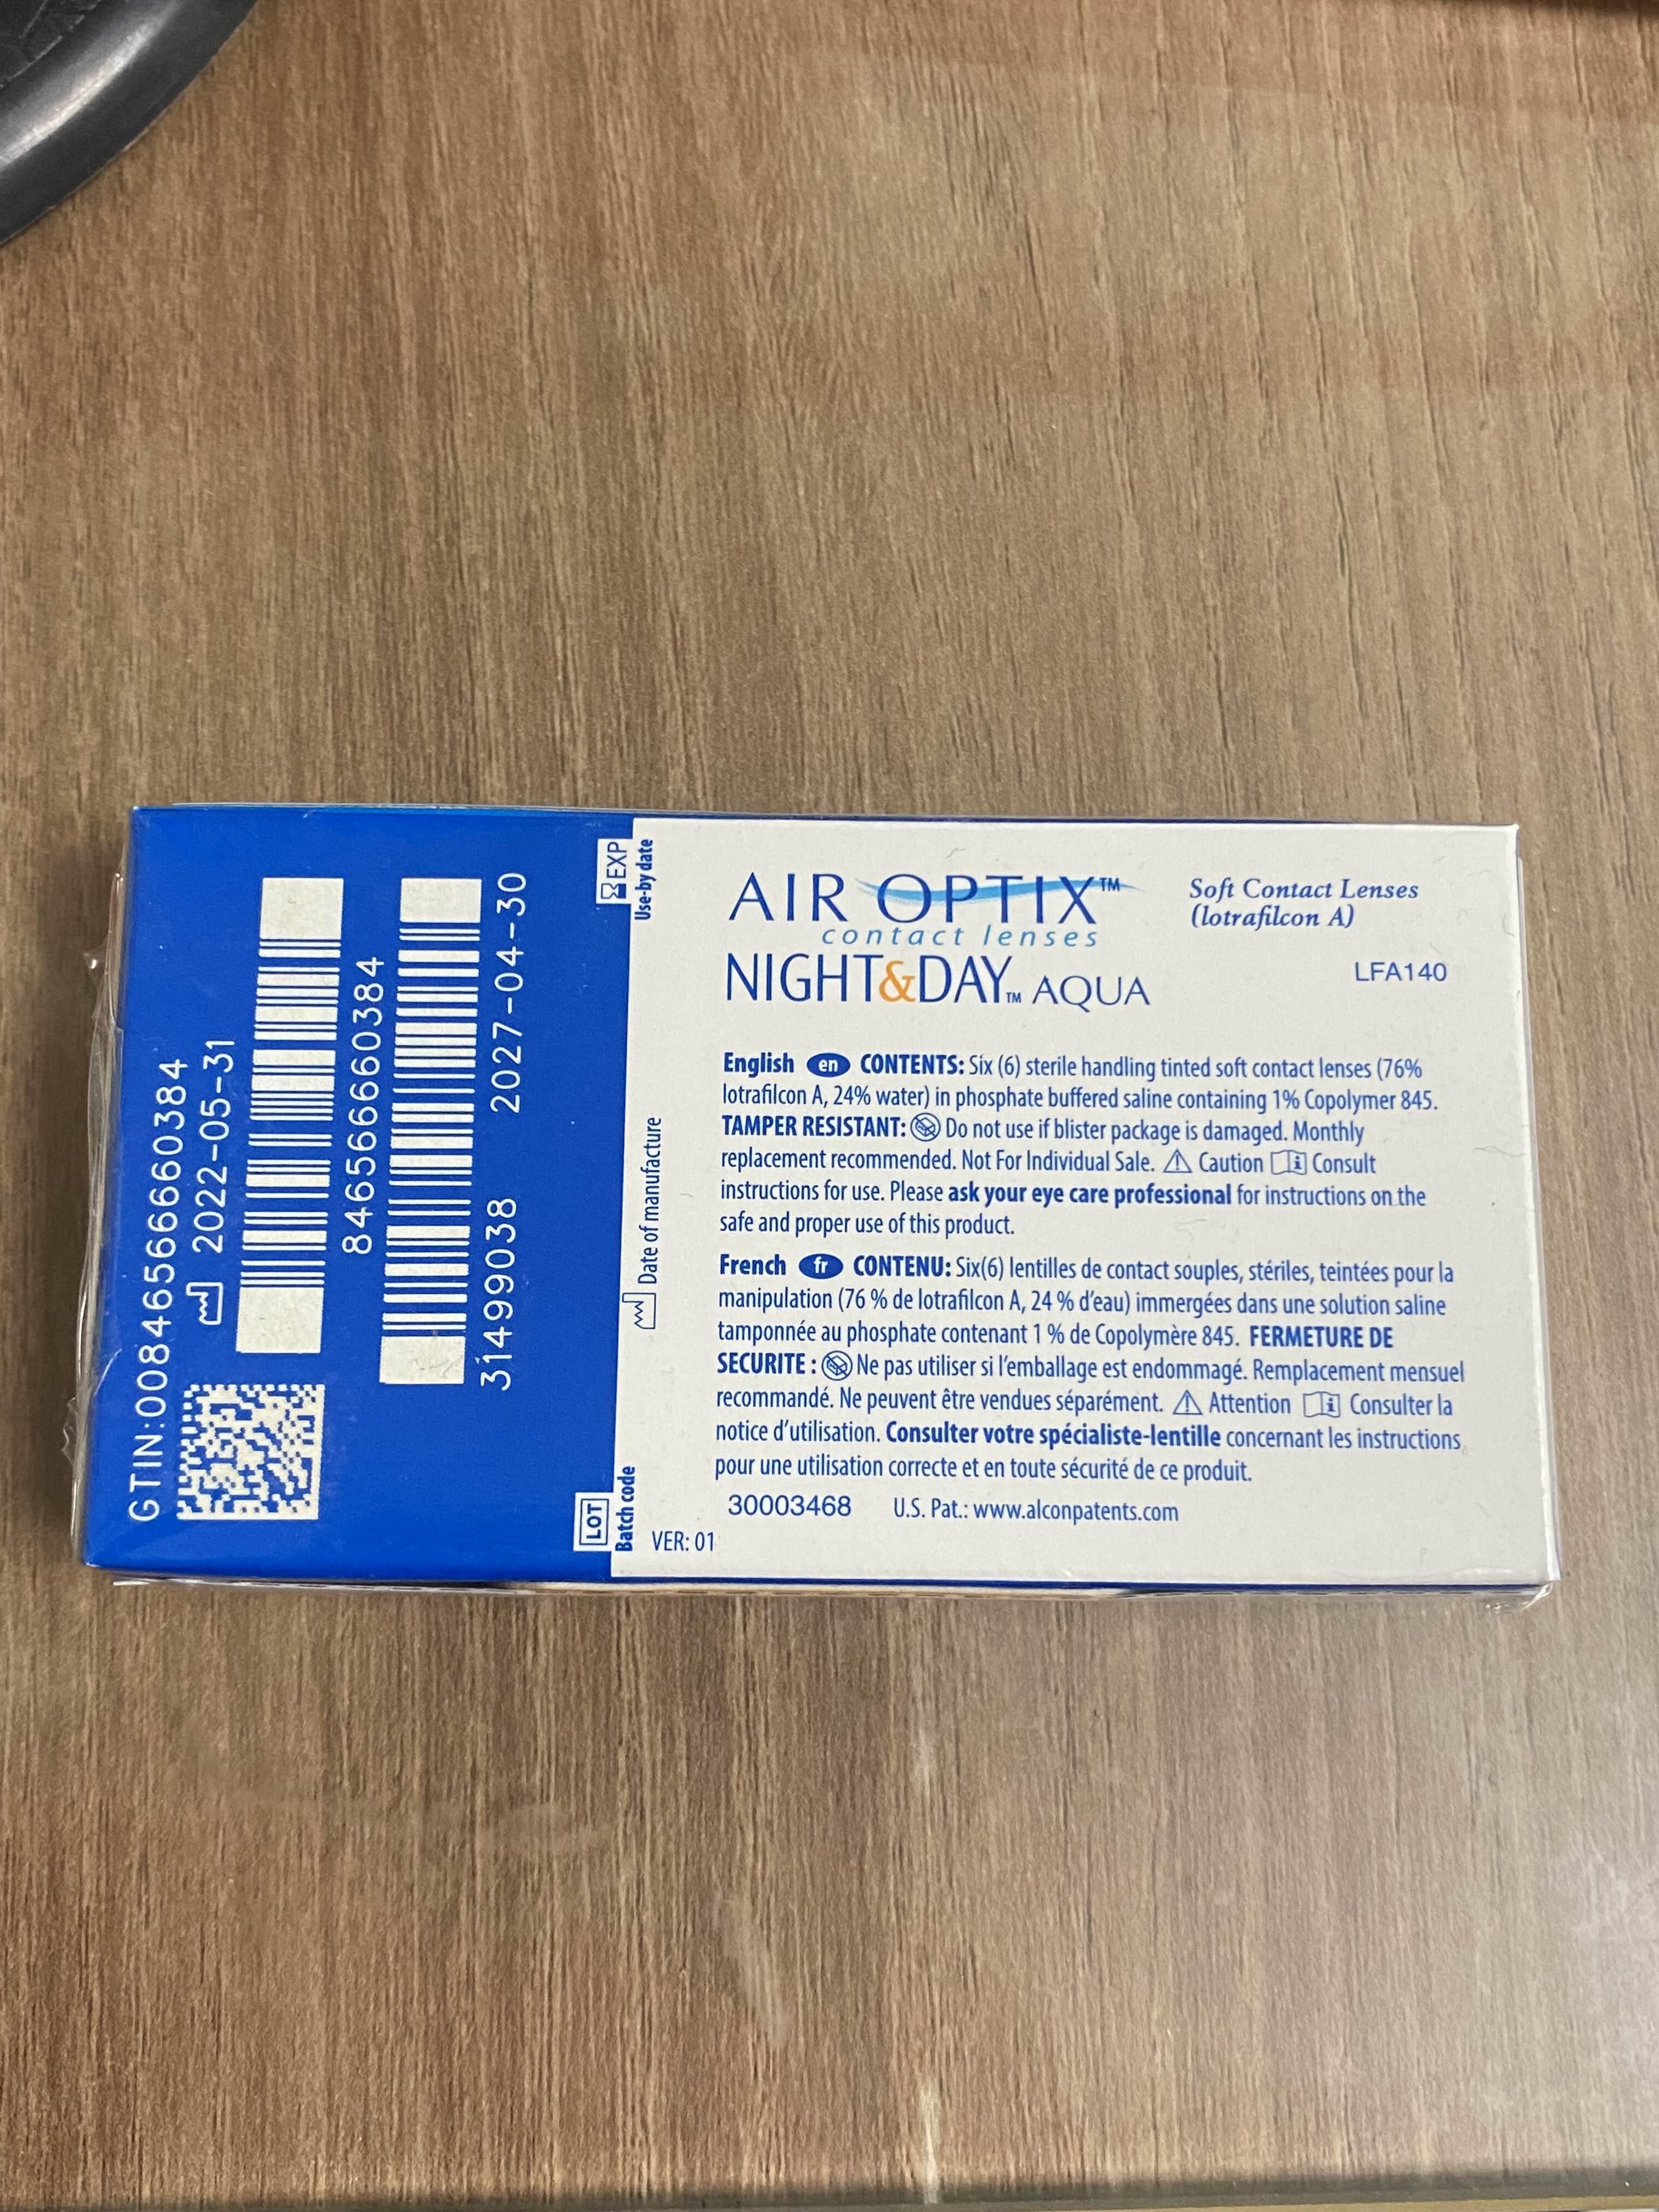 AIR OPTIX™
contact lenses
NIGHT&DAY™ AQUA
Soft Contact Lenses
(lotrafilcon A)
LFA140
English en CONTENTS: Six (6) sterile handling tinted soft contact lenses (76%
lotrafilcon A, 24% water) in phosphate buffered saline containing 1% Copolymer 845.
TAMPER RESISTANT: Do not use if blister package is damaged. Monthly
replacement recommended. Not For Individual Sale. Caution Consult
instructions for use. Please ask your eye care professional for instructions on the
safe and proper use of this product.
French fr CONTENU: Six(6) lentilles de contact souples, stériles, teintées pour la
manipulation (76 % de lotrafilcon A, 24 % d'eau) immergées dans une solution saline
tamponnée au phosphate contenant 1 % de Copolymère 845. FERMETURE DE
SECURITE : Ne pas utiliser si l'emballage est endommagé. Remplacement mensuel
recommandé. Ne peuvent être vendues séparément. Attention Consulter la
notice d'utilisation. Consulter votre spécialiste-lentille concernant les instructions
pour une utilisation correcte et en toute sécurité de ce produit.
30003468 U.S. Pat.: www.alconpatents.com
VER: 01
GTIN:00846566660384
2022-05-31
846566660384
31499038 2027-04-30
LOT
Batch code
Date of manufacture
EXP
Use-by date